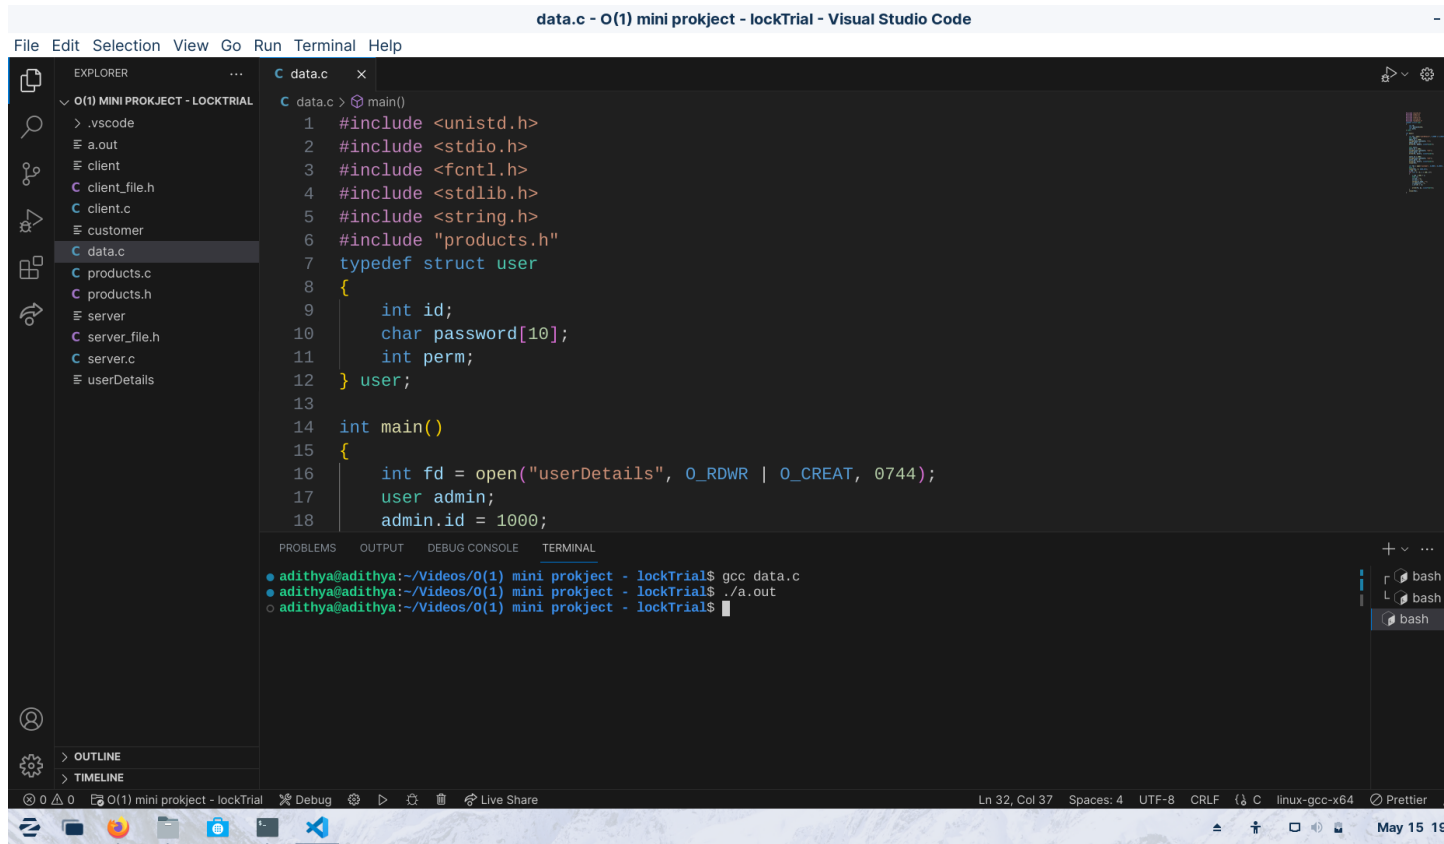 data.c - O(1) mini prokject - lockTrial - Visual Studio Code
File Edit Selection View Go Run Terminal Help
EXPLORER
O(1) MINI PROKJECT - LOCKTRIAL
.vscode
a.out
client
client_file.h
client.c
customer
data.c
products.c
products.h
server
server_file.h
server.c
userDetails
OUTLINE
TIMELINE
data.c
data.c > main()
1 #include <unistd.h>
2 #include <stdio.h>
3 #include <fcntl.h>
4 #include <stdlib.h>
5 #include <string.h>
6 #include "products.h"
7 typedef struct user
8 {
9 int id;
10 char password[10];
11 int perm;
12 } user;
13
14 int main()
15 {
16 int fd = open("userDetails", O_RDWR | O_CREAT, 0744);
17 user admin;
18 admin.id = 1000;
PROBLEMS OUTPUT DEBUG CONSOLE TERMINAL
adithya@adithya:~/Videos/O(1) mini prokject - lockTrial$ gcc data.c
adithya@adithya:~/Videos/O(1) mini prokject - lockTrial$ ./a.out
adithya@adithya:~/Videos/O(1) mini prokject - lockTrial$
bash
bash
bash
0 0 O(1) mini prokject - lockTrial Debug Live Share Ln 32, Col 37 Spaces: 4 UTF-8 CRLF C linux-gcc-x64 Prettier
May 15 19